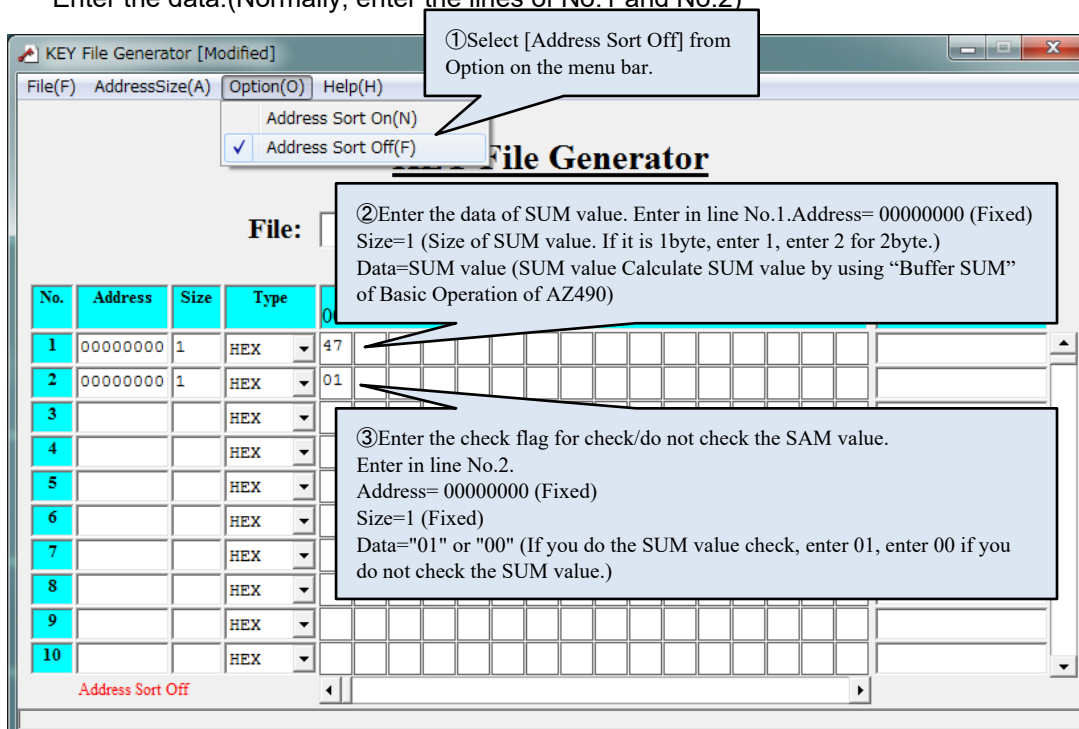 Enter the data.(Normally, enter the lines of No.1 and No.2)
①Select [Address Sort Off] from
Option on the menu bar.
KEY File Generator [Modified]
File(F) AddressSize(A) Option(O) Help(H)
Address Sort On(N)
✓ Address Sort Off(F)
File Generator
②Enter the data of SUM value. Enter in line No.1.Address= 00000000 (Fixed)
Size=1 (Size of SUM value. If it is 1byte, enter 1, enter 2 for 2byte.)
Data=SUM value (SUM value Calculate SUM value by using “Buffer SUM”
of Basic Operation of AZ490)
File:
No. Address Size Type
1 00000000 1 HEX 47
2 00000000 1 HEX 01
3 HEX
③Enter the check flag for check/do not check the SAM value.
Enter in line No.2.
Address= 00000000 (Fixed)
Size=1 (Fixed)
Data="01" or "00" (If you do the SUM value check, enter 01, enter 00 if you
do not check the SUM value.)
4 HEX
5 HEX
6 HEX
7 HEX
8 HEX
9 HEX
10 HEX
Address Sort Off